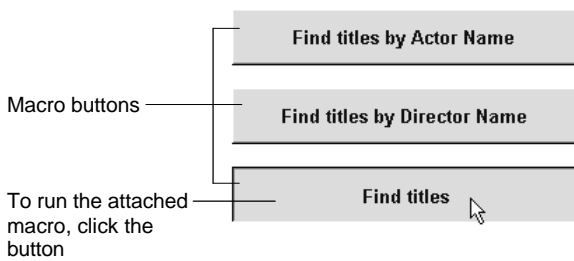 Find titles by Actor Name
Macro buttons
Find titles by Director Name
Find titles
To run the attached
macro, click the
button